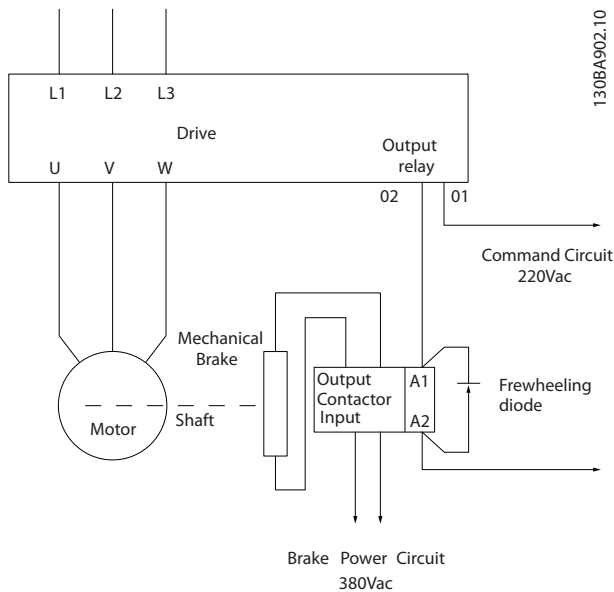 130BA902.10
L1 L2 L3
Drive
U V W
Output
relay
02 01
Command Circuit
220Vac
Mechanical
Brake
Output
Contactor
Input
A1
A2
Frewheeling
diode
Shaft
Motor
Brake Power Circuit
380Vac